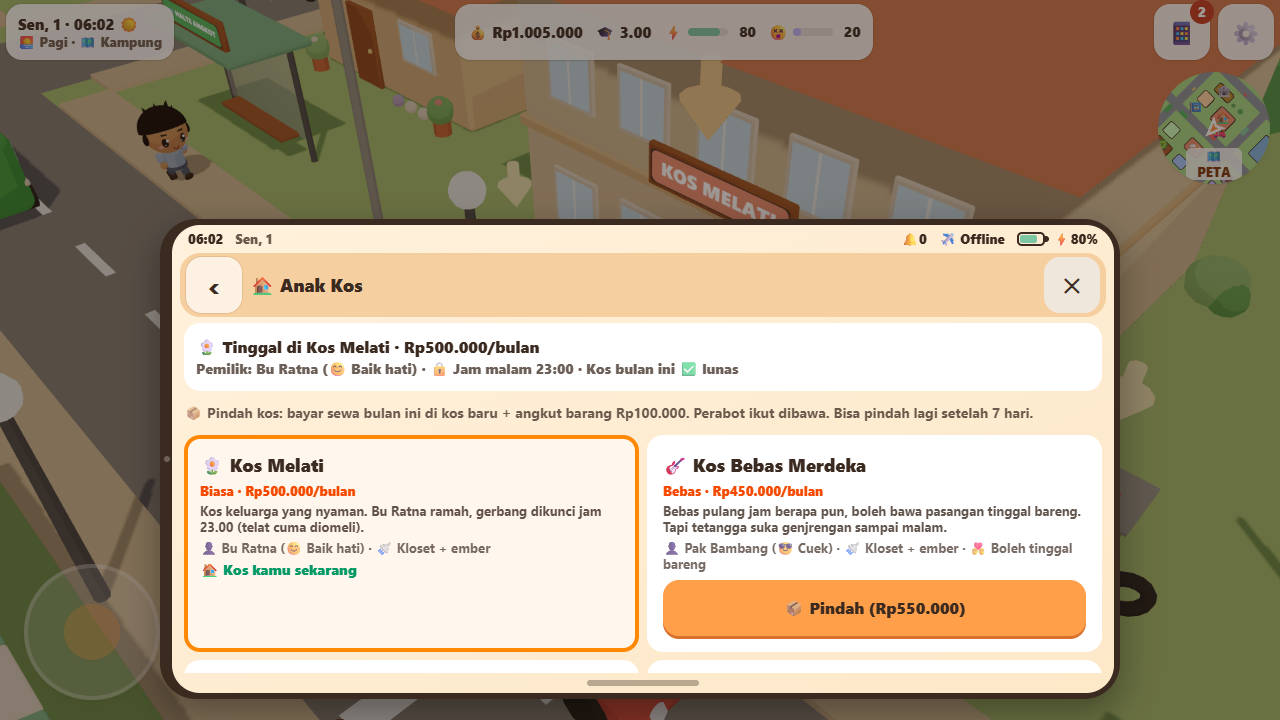 Sen, 1 · 06:02
Pagi · Kampung
HALTE ANGKOT
Rp1.005.000
3.00
80
20
2
PETA
KOS MELATI
06:02 Sen, 1
0 Offline 80%
‹ Anak Kos
Tinggal di Kos Melati · Rp500.000/bulan
Pemilik: Bu Ratna ( Baik hati) · Jam malam 23:00 · Kos bulan ini lunas
Pindah kos: bayar sewa bulan ini di kos baru + angkut barang Rp100.000. Perabot ikut dibawa. Bisa pindah lagi setelah 7 hari.
Kos Melati
Biasa · Rp500.000/bulan
Kos keluarga yang nyaman. Bu Ratna ramah, gerbang dikunci jam
23.00 (telat cuma diomeli).
Bu Ratna ( Baik hati) · Kloset + ember
Kos kamu sekarang
Kos Bebas Merdeka
Bebas · Rp450.000/bulan
Bebas pulang jam berapa pun, boleh bawa pasangan tinggal bareng.
Tapi tetangga suka genjrengan sampai malam.
Pak Bambang ( Cuek) · Kloset + ember · Boleh tinggal
bareng
Pindah (Rp550.000)